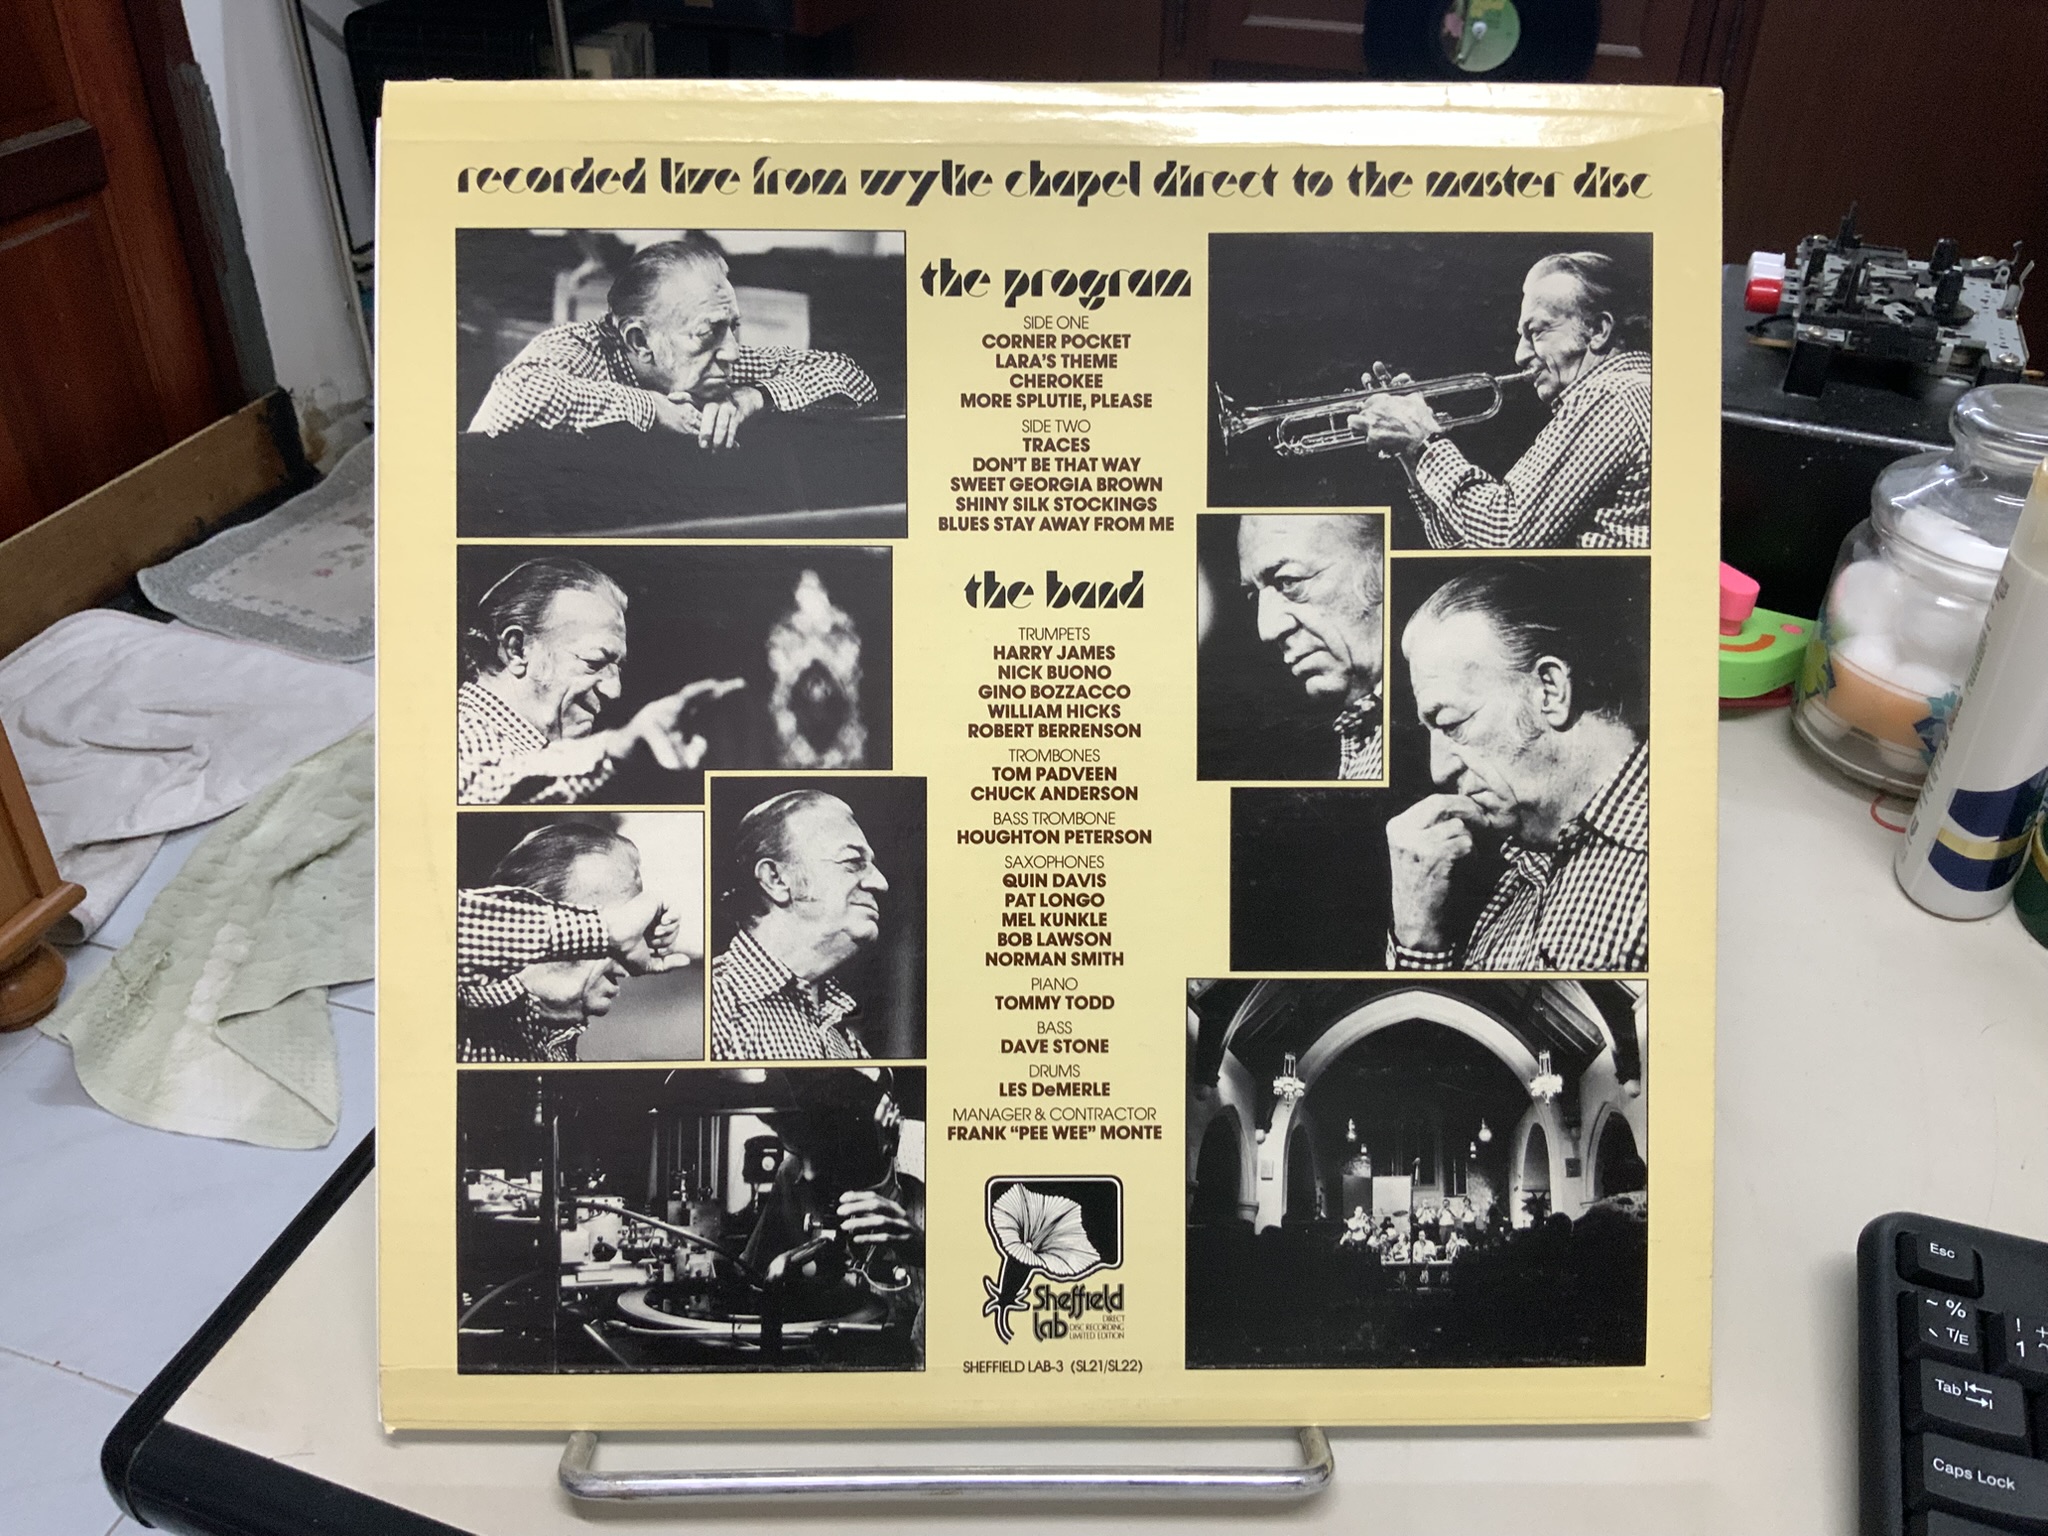 recorded live from wylie chapel direct to the master disc
the program
SIDE ONE
CORNER POCKET
LARA'S THEME
CHEROKEE
MORE SPLUTIE, PLEASE
SIDE TWO
TRACES
DON'T BE THAT WAY
SWEET GEORGIA BROWN
SHINY SILK STOCKINGS
BLUES STAY AWAY FROM ME
the band
TRUMPETS
HARRY JAMES
NICK BUONO
GINO BOZZACCO
WILLIAM HICKS
ROBERT BERRENSON
TROMBONES
TOM PADVEEN
CHUCK ANDERSON
BASS TROMBONE
HOUGHTON PETERSON
SAXOPHONES
QUIN DAVIS
PAT LONGO
MEL KUNKLE
BOB LAWSON
NORMAN SMITH
PIANO
TOMMY TODD
BASS
DAVE STONE
DRUMS
LES DeMERLE
MANAGER & CONTRACTOR
FRANK “PEE WEE” MONTE
Sheffield
lab
DIRECT
DISC RECORDING
LIMITED EDITION
SHEFFIELD LAB-3 (SL21/SL22)
Esc
~ %
T/E
! +
1
Tab
Caps Lock